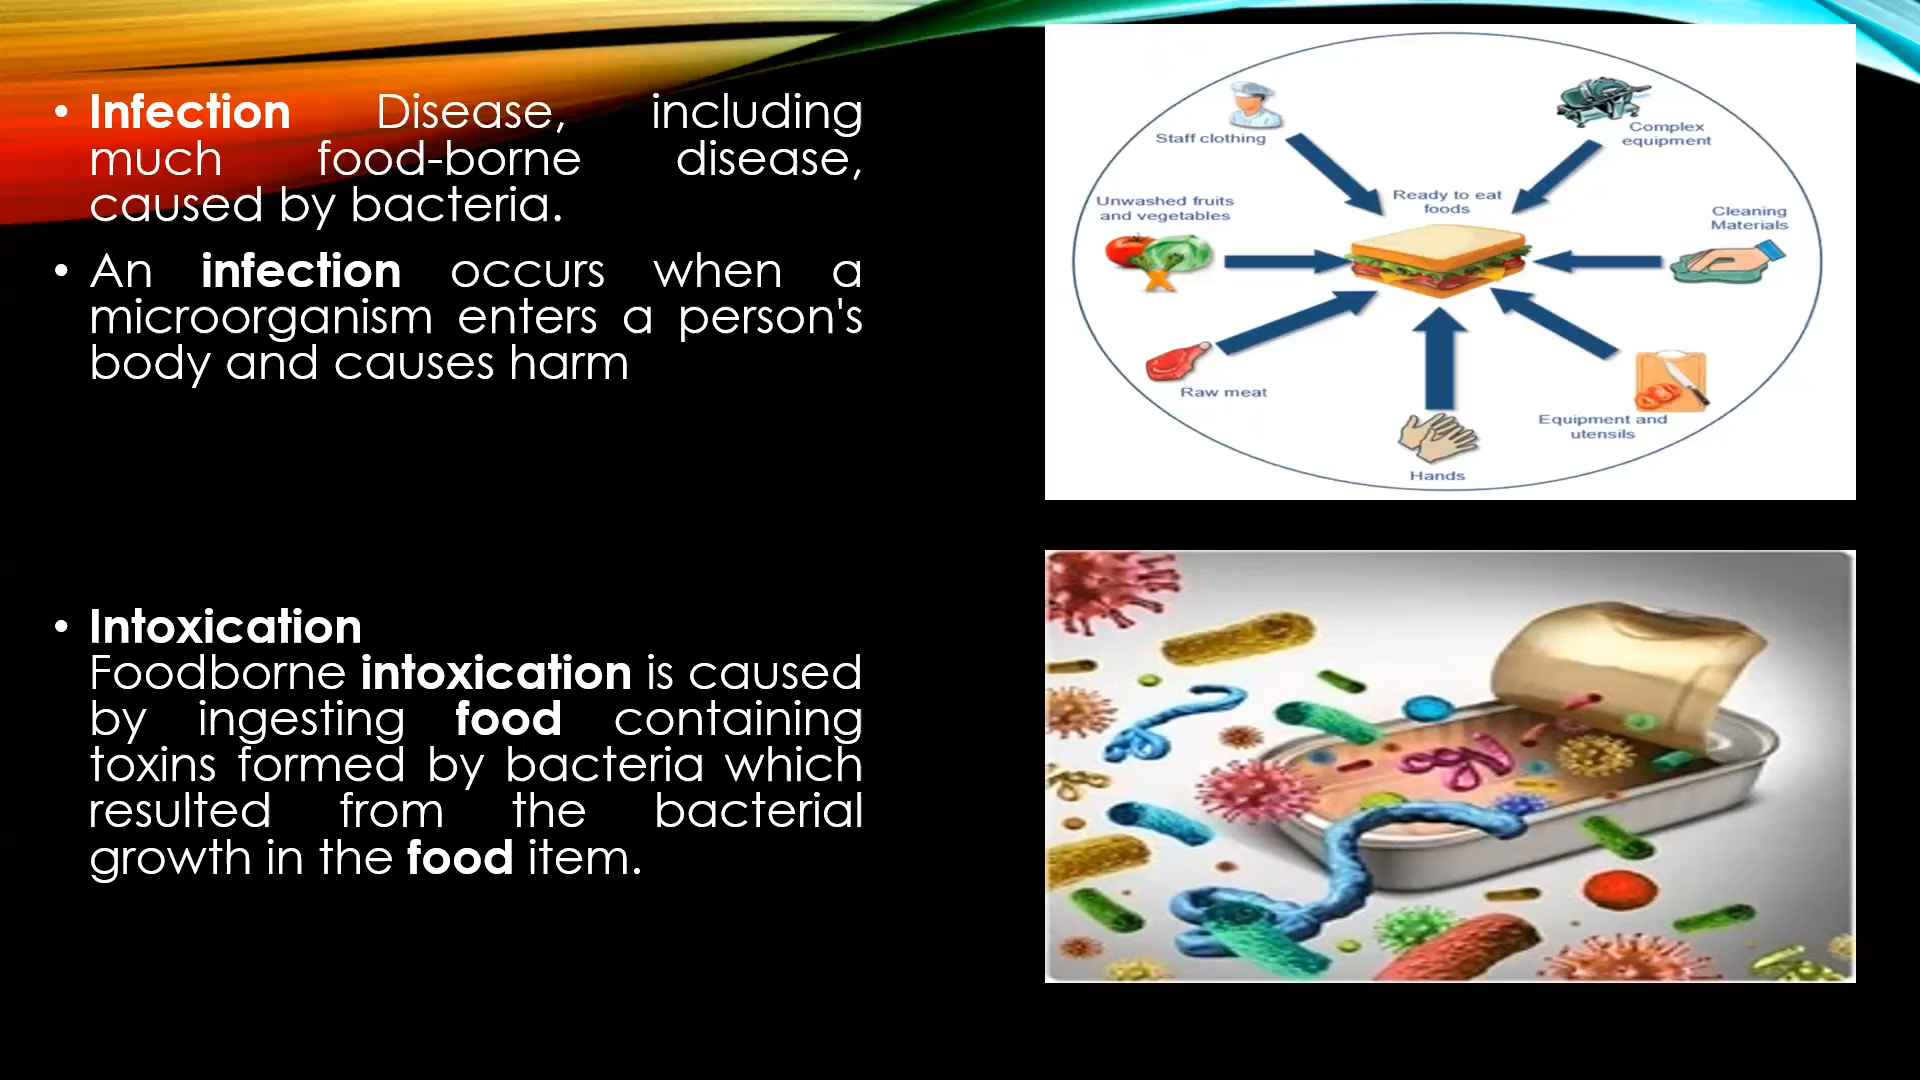 • Infection Disease, including
much food-borne disease,
caused by bacteria.
• An infection occurs when a
microorganism enters a person's
body and causes harm
• Intoxication
Foodborne intoxication is caused
by ingesting food containing
toxins formed by bacteria which
resulted from the bacterial
growth in the food item.
Staff clothing
Complex
equipment
Unwashed fruits
and vegetables
Ready to eat
foods
Cleaning
Materials
Raw meat
Equipment and
utensils
Hands